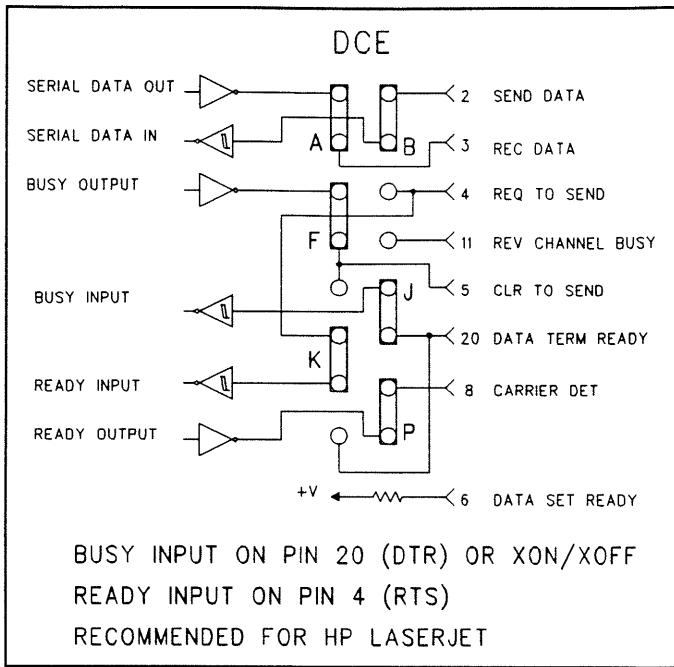 DCE
SERIAL DATA OUT
2 SEND DATA
SERIAL DATA IN
A
B
3 REC DATA
BUSY OUTPUT
4 REQ TO SEND
F
11 REV CHANNEL BUSY
BUSY INPUT
J
5 CLR TO SEND
20 DATA TERM READY
K
READY INPUT
8 CARRIER DET
READY OUTPUT
P
+V
6 DATA SET READY
BUSY INPUT ON PIN 20 (DTR) OR XON/XOFF
READY INPUT ON PIN 4 (RTS)
RECOMMENDED FOR HP LASERJET